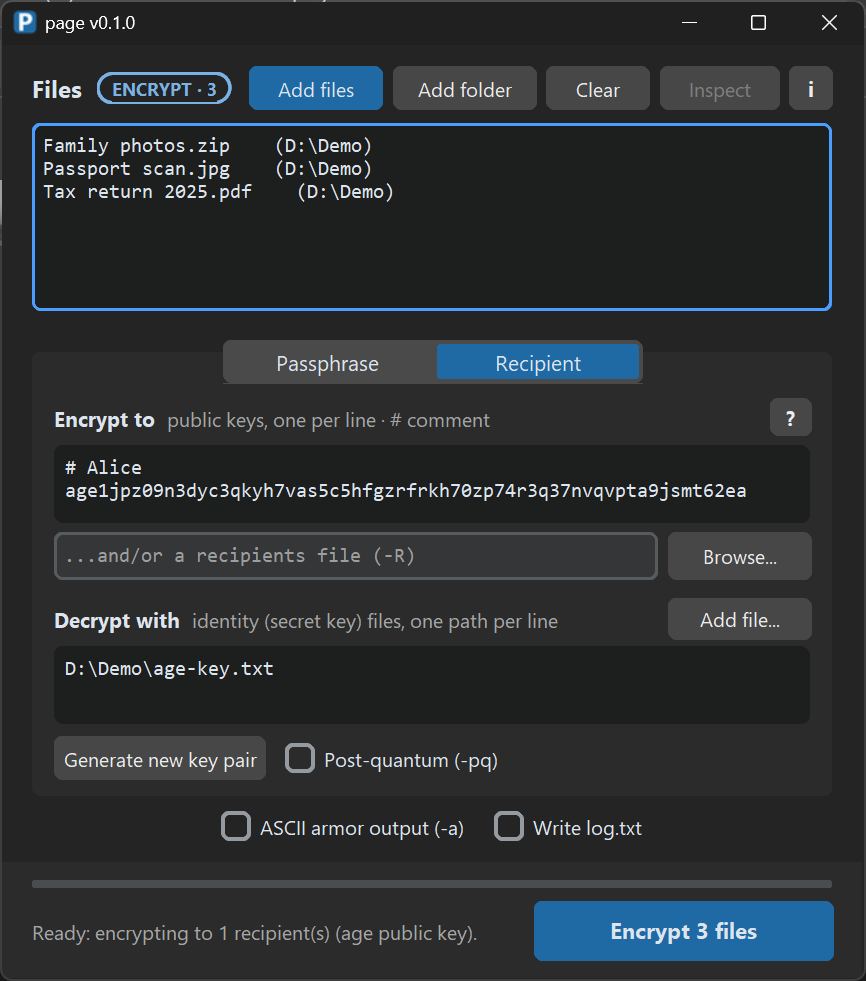 P page v0.1.0
Files ENCRYPT · 3 Add files Add folder Clear Inspect i
Family photos.zip    (D:\Demo)
Passport scan.jpg    (D:\Demo)
Tax return 2025.pdf    (D:\Demo)
Passphrase Recipient
Encrypt to public keys, one per line · # comment ?
# Alice
age1jpz09n3dyc3qkyh7vas5c5hfgzrfrkh70zp74r3q37nvqvpta9jsmt62ea
...and/or a recipients file (-R) Browse...
Decrypt with identity (secret key) files, one path per line Add file...
D:\Demo\age-key.txt
Generate new key pair Post-quantum (-pq)
ASCII armor output (-a) Write log.txt
Ready: encrypting to 1 recipient(s) (age public key). Encrypt 3 files